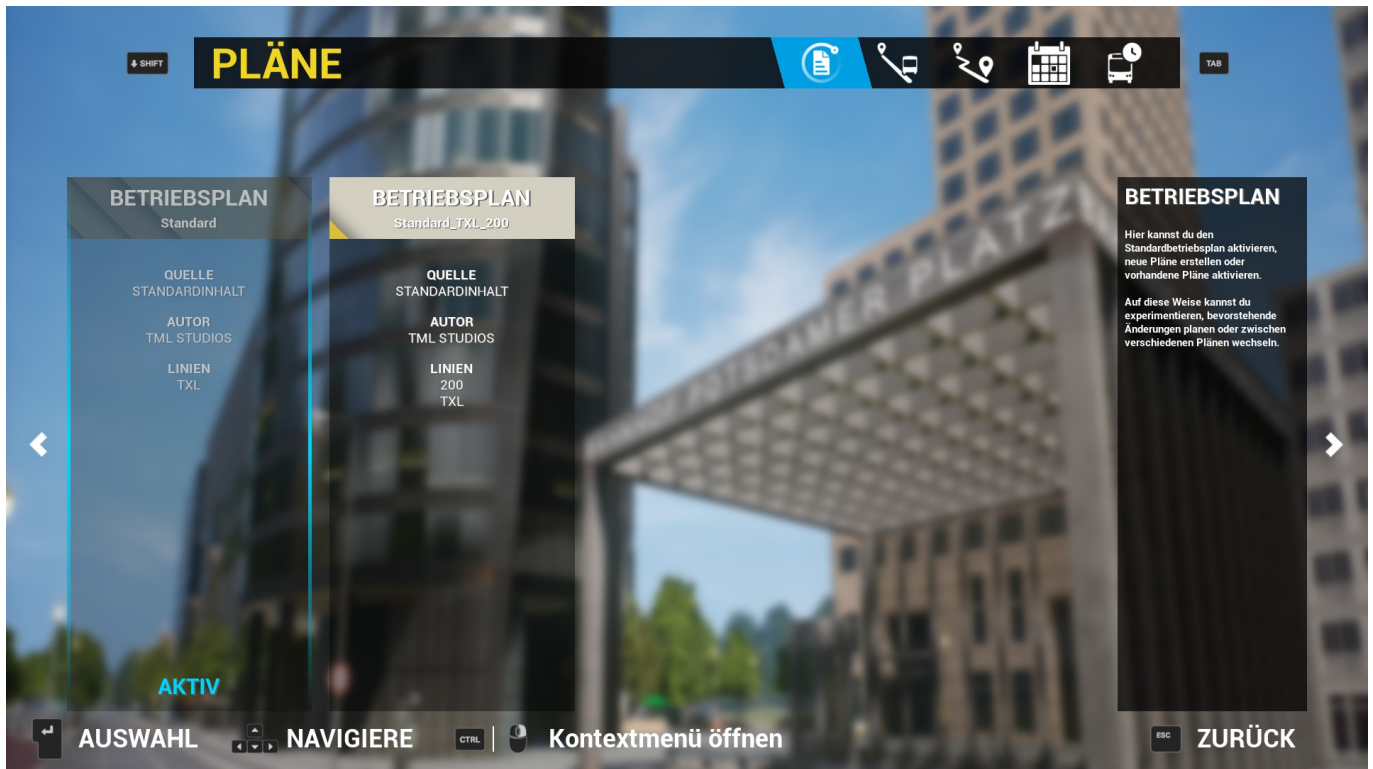 SHIFT
PLÄNE
TAB
BETRIEBSPLAN
Standard
QUELLE
STANDARDINHALT
AUTOR
TML STUDIOS
LINIEN
TXL
AKTIV
BETRIEBSPLAN
Standard_TXL_200
QUELLE
STANDARDINHALT
AUTOR
TML STUDIOS
LINIEN
200
TXL
BAHNHOF POTSDAMER PLATZ
BETRIEBSPLAN
Hier kannst du den
Standardbetriebsplan aktivieren,
neue Pläne erstellen oder
vorhandene Pläne aktivieren.
Auf diese Weise kannst du
experimentieren, bevorstehende
Änderungen planen oder zwischen
verschiedenen Plänen wechseln.
AUSWAHL
NAVIGIERE
CTRL
Kontextmenü öffnen
ESC
ZURÜCK